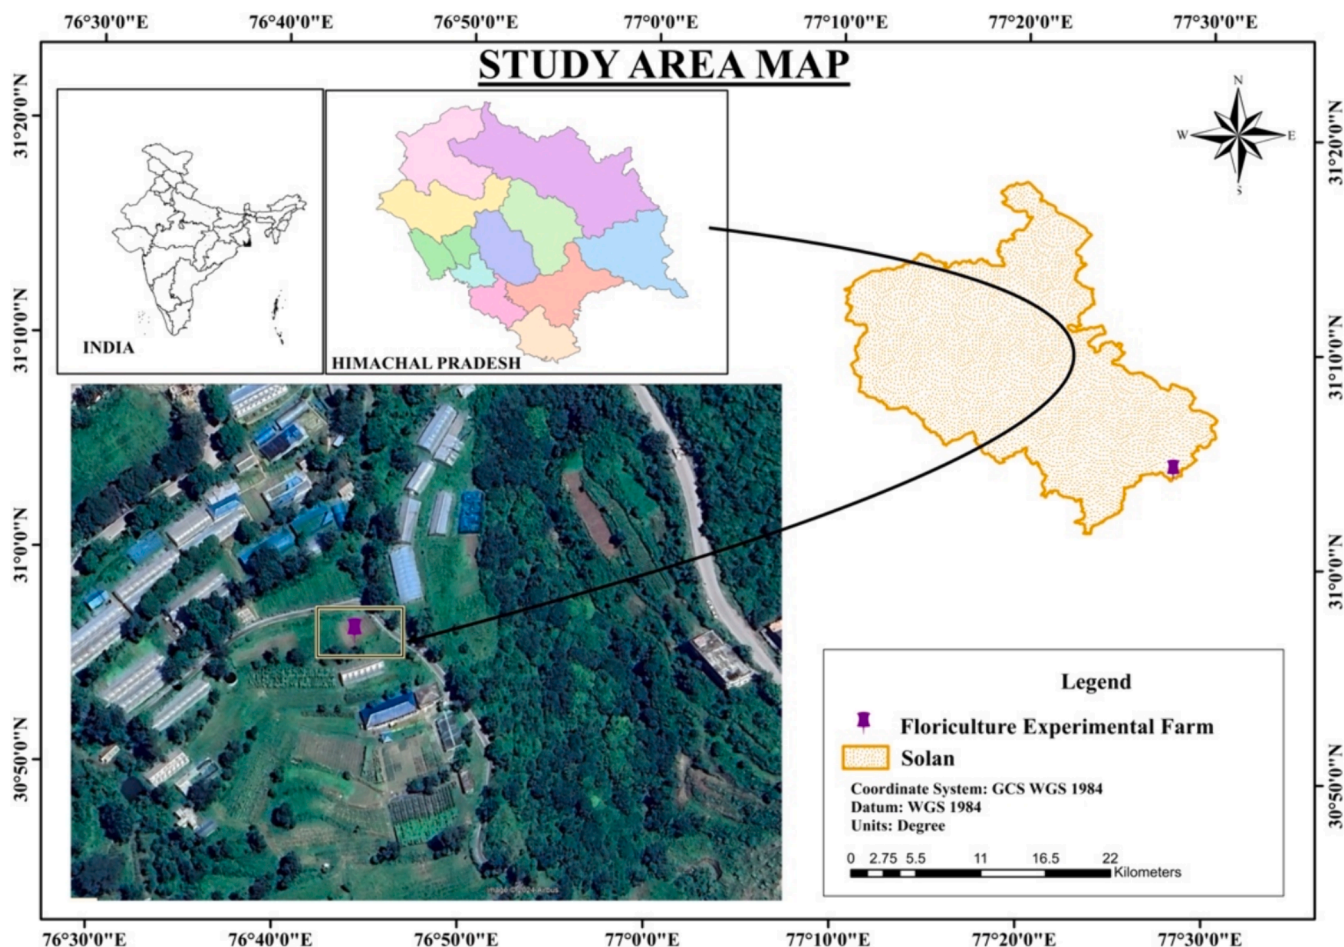 76°30'0"E 76°40'0"E 76°50'0"E 77°0'0"E 77°10'0"E 77°20'0"E 77°30'0"E
STUDY AREA MAP
N
W E
S
31°20'0"N
31°20'0"N
INDIA
HIMACHAL PRADESH
31°10'0"N
31°10'0"N
31°0'0"N
31°0'0"N
30°50'0"N
30°50'0"N
Legend
Floriculture Experimental Farm
Solan
Coordinate System: GCS WGS 1984
Datum: WGS 1984
Units: Degree
0 2.75 5.5 11 16.5 22
Kilometers
Image © 2024 Airbus
76°30'0"E 76°40'0"E 76°50'0"E 77°0'0"E 77°10'0"E 77°20'0"E 77°30'0"E